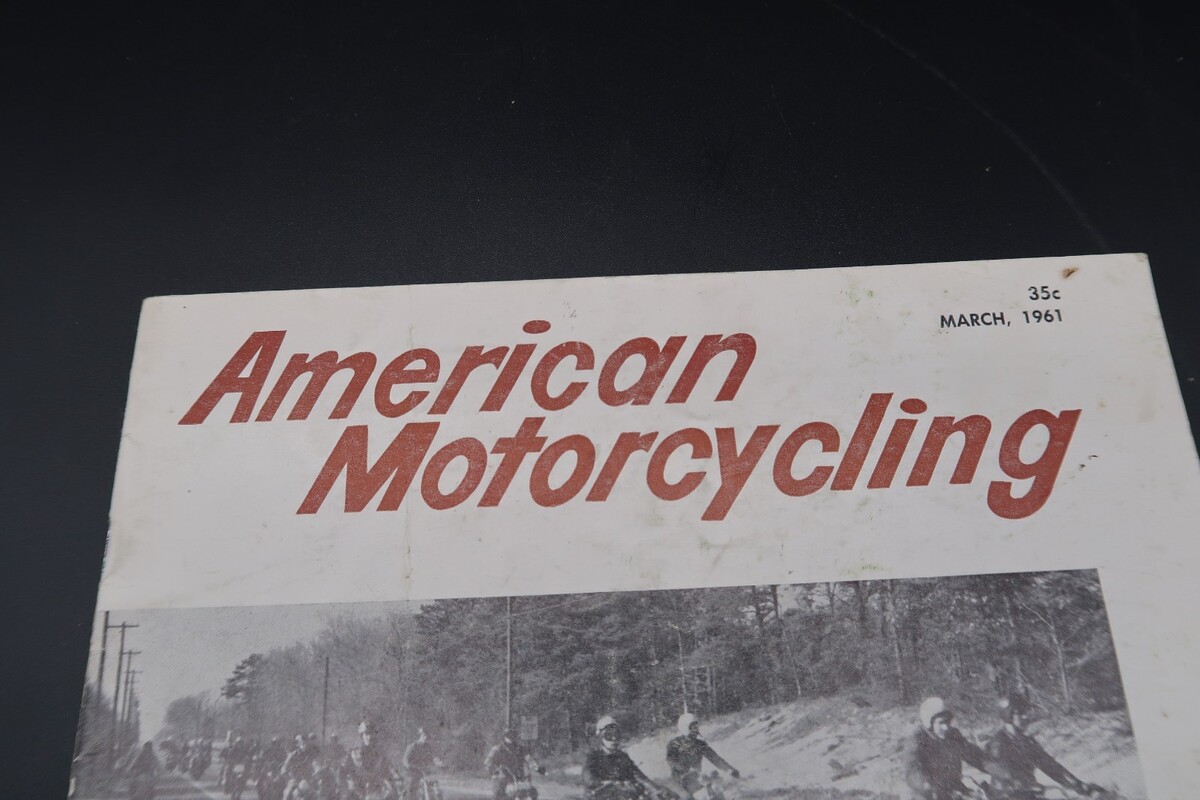 35c
MARCH, 1961
American
Motorcycling